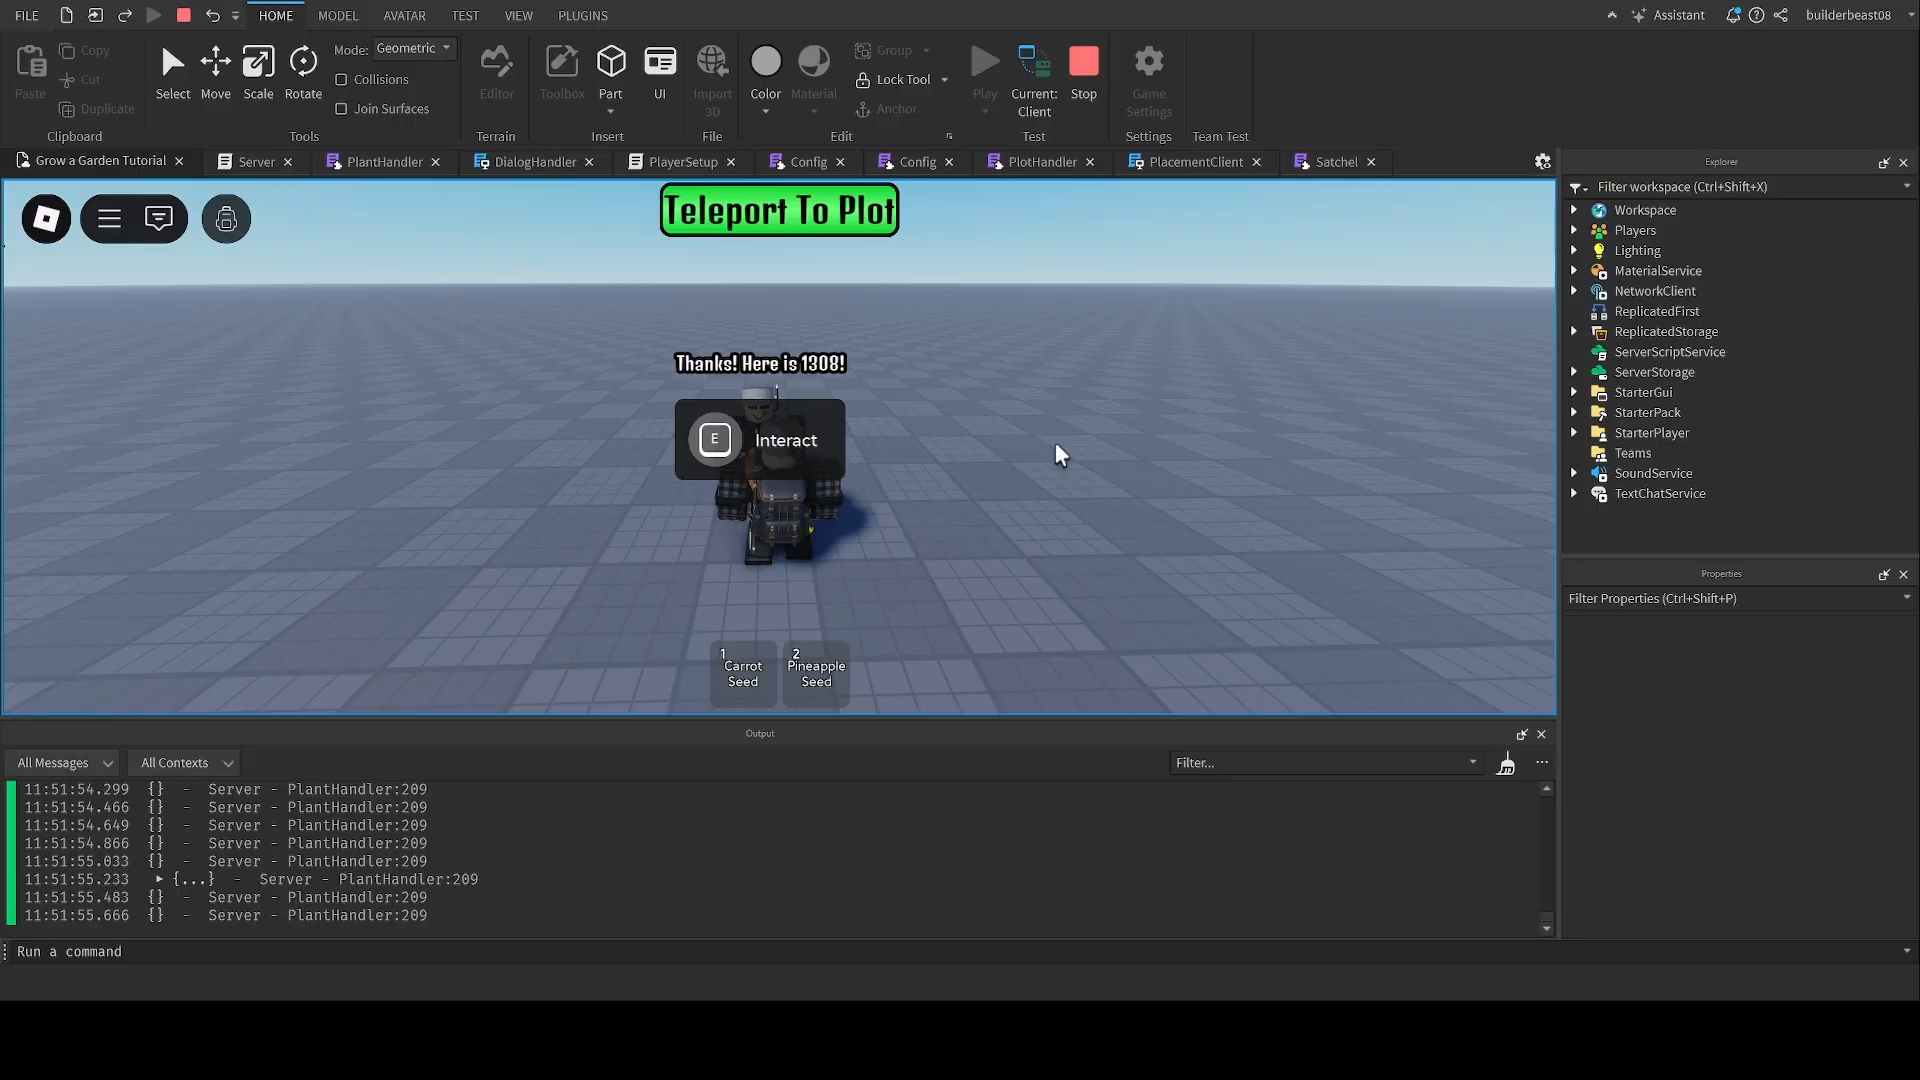 FILE HOME MODEL AVATAR TEST VIEW PLUGINS Assistant builderbeast08
Paste Copy Cut Duplicate
Select Move Scale Rotate
Mode: Geometric
Collisions
Join Surfaces
Editor Toolbox Part UI Import 3D
Color Material Group Lock Tool Anchor
Play Current: Client Stop Game Settings
Clipboard Tools Terrain Insert File Edit Test Settings Team Test
Grow a Garden Tutorial Server PlantHandler DialogHandler PlayerSetup Config Config PlotHandler PlacementClient Satchel
Teleport To Plot
Thanks! Here is 1308!
E Interact
1 Carrot Seed
2 Pineapple Seed
Explorer
Filter workspace (Ctrl+Shift+X)
Workspace
Players
Lighting
MaterialService
NetworkClient
ReplicatedFirst
ReplicatedStorage
ServerScriptService
ServerStorage
StarterGui
StarterPack
StarterPlayer
Teams
SoundService
TextChatService
Properties
Filter Properties (Ctrl+Shift+P)
Output
All Messages All Contexts Filter...
11:51:54.299 {} - Server - PlantHandler:209
11:51:54.466 {} - Server - PlantHandler:209
11:51:54.649 {} - Server - PlantHandler:209
11:51:54.866 {} - Server - PlantHandler:209
11:51:55.033 {} - Server - PlantHandler:209
11:51:55.233 {...} - Server - PlantHandler:209
11:51:55.483 {} - Server - PlantHandler:209
11:51:55.666 {} - Server - PlantHandler:209
Run a command